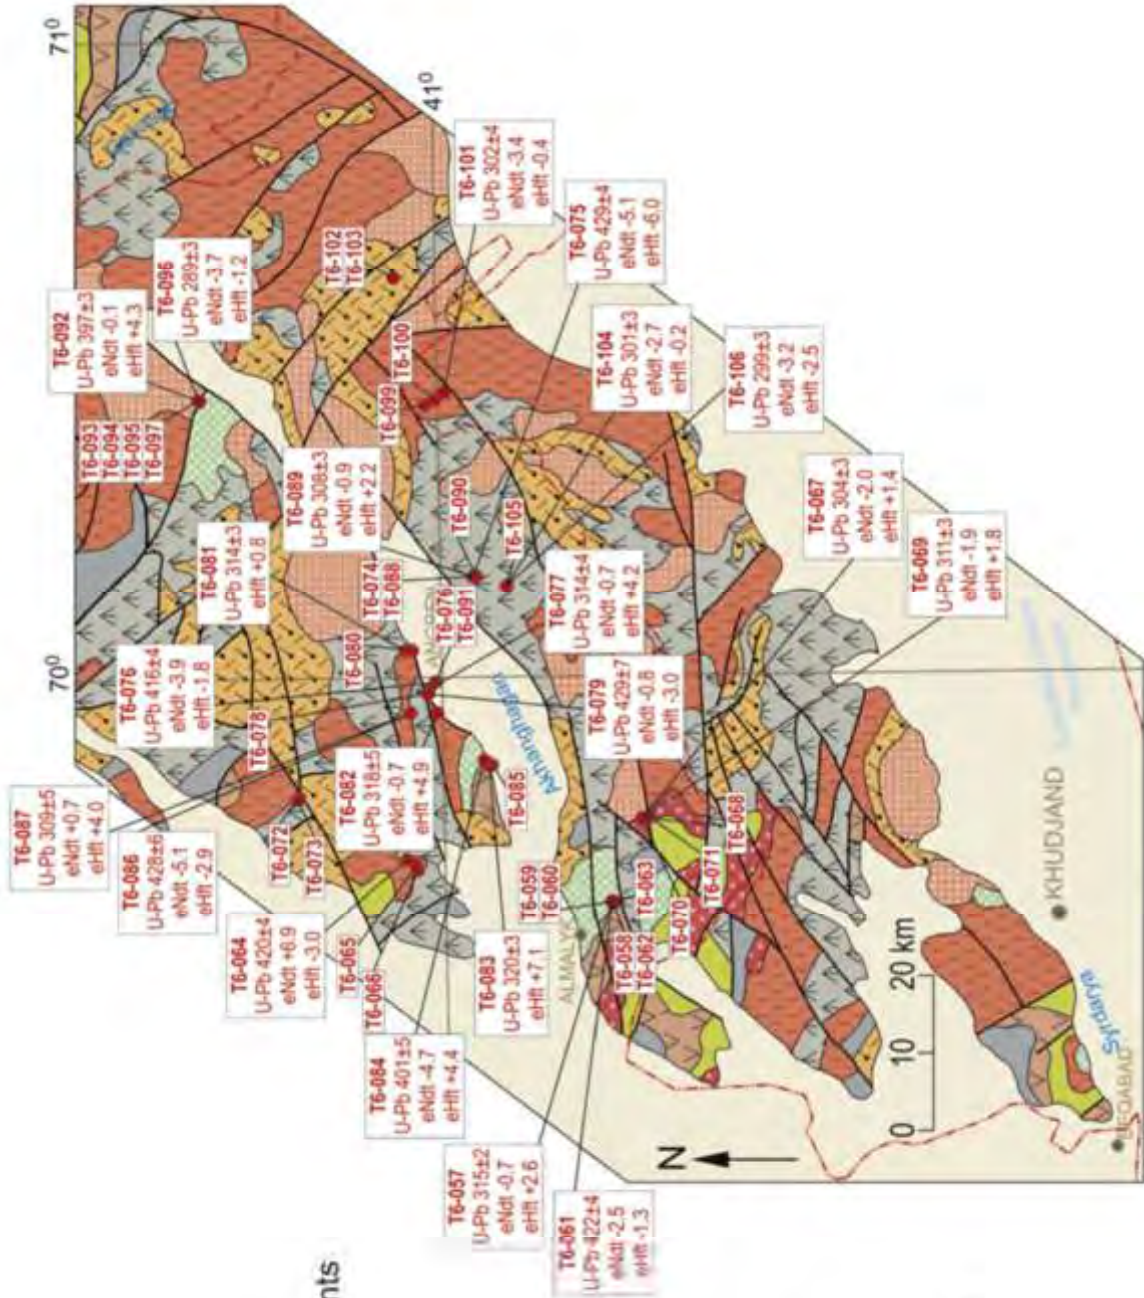 71⁰
41⁰
70⁰
T6-092
U-Pb 397±3
eNdt -0.1
eHft +4.3
T6-096
U-Pb 289±3
eNdt -3.7
eHft -1.2
T6-093
T6-094
T6-095
T6-097
T6-102
T6-103
T6-101
U-Pb 302±4
eNdt -3.4
eHft -0.4
T6-075
U-Pb 429±4
eNdt -5.1
eHft -6.0
T6-099
T6-100
T6-104
U-Pb 301±3
eNdt -2.7
eHft -0.2
T6-106
U-Pb 299±3
eNdt -3.2
eHft -2.5
T6-089
U-Pb 308±3
eNdt -0.9
eHft +2.2
T6-090
T6-105
T6-081
U-Pb 314±3
eHft +0.8
T6-074
T6-088
T6-076
T6-091
T6-077
U-Pb 314±4
eNdt -0.7
eHft +4.2
T6-067
U-Pb 304±3
eNdt -2.0
eHft +1.4
T6-069
U-Pb 311±3
eNdt -1.9
eHft +1.8
T6-076
U-Pb 416±4
eNdt -3.9
eHft -1.8
T6-080
T6-078
T6-079
U-Pb 429±7
eNdt -0.8
eHft -3.0
Akhangaran
T6-087
U-Pb 309±5
eNdt +0.7
eHft +4.0
T6-086
U-Pb 428±6
eNdt -5.1
eHft -2.9
T6-072
T6-073
T6-082
U-Pb 318±5
eNdt -0.7
eHft +4.9
T6-085
T6-064
U-Pb 420±4
eNdt +6.9
eHft -3.0
T6-065
T6-066
T6-083
U-Pb 320±3
eHft +7.1
T6-059
T6-060
ALMALYK
T6-058
T6-062
T6-063
T6-070
T6-071
T6-068
T6-084
U-Pb 401±5
eNdt -4.7
eHft +4.4
T6-057
U-Pb 315±2
eNdt -0.7
eHft +2.6
T6-061
U-Pb 422±4
eNdt -2.5
eHft -1.3
N
0 10 20 km
KHUDJAND
Syrdarya
nts